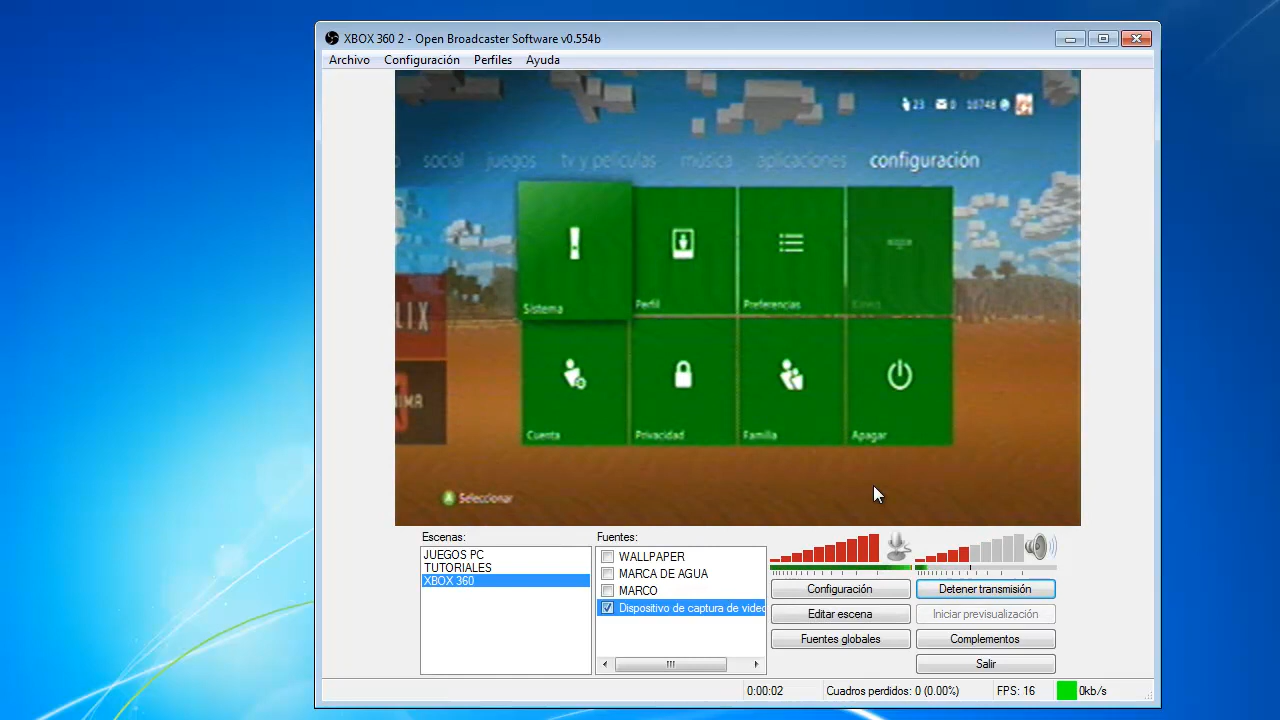 XBOX 360 2 - Open Broadcaster Software v0.554b
Archivo Configuración Perfiles Ayuda
23 0 10748
social juegos tv y películas música aplicaciones configuración
LIX
Sistema Perfil Preferencias Kinect
NIMA
Cuenta Privacidad Familia Apagar
A Seleccionar
Escenas:
JUEGOS PC
TUTORIALES
XBOX 360
Fuentes:
WALLPAPER
MARCA DE AGUA
MARCO
Dispositivo de captura de video
Configuración Detener transmisión
Editar escena Iniciar previsualización
Fuentes globales Complementos
Salir
0:00:02 Cuadros perdidos: 0 (0.00%) FPS: 16 0kb/s